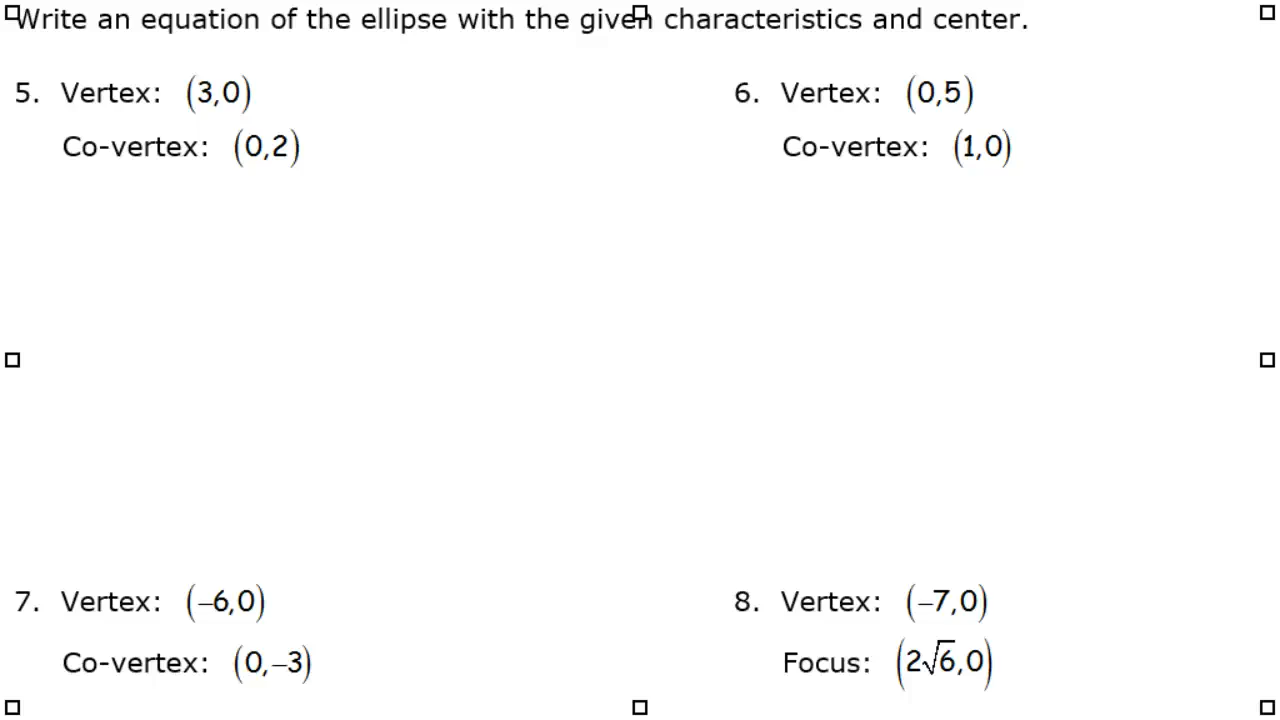 Write an equation of the ellipse with the given characteristics and center.
5. Vertex: (3,0)
Co-vertex: (0,2)
6. Vertex: (0,5)
Co-vertex: (1,0)
7. Vertex: (−6,0)
Co-vertex: (0,−3)
8. Vertex: (−7,0)
Focus: (2√6,0)